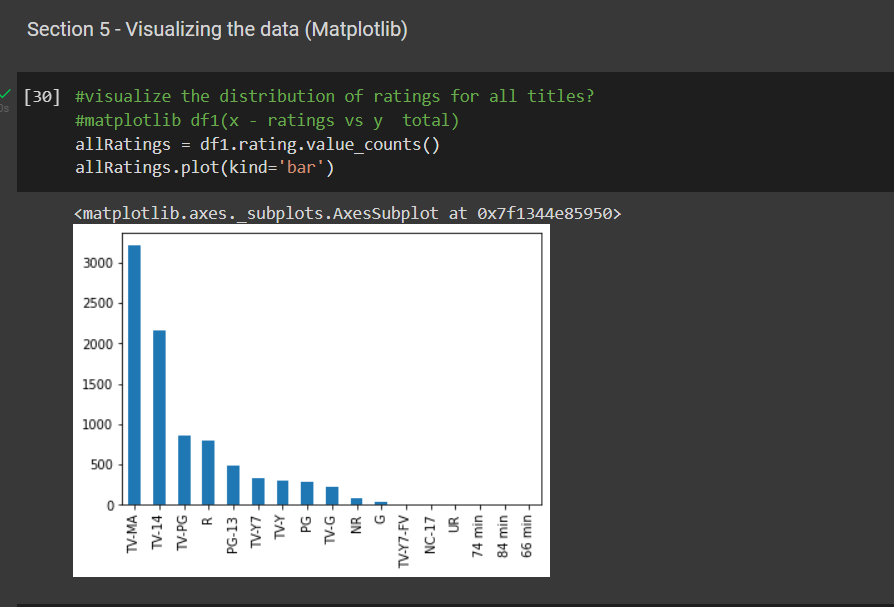 Section 5 - Visualizing the data (Matplotlib)
[30] #visualize the distribution of ratings for all titles?
#matplotlib df1(x - ratings vs y  total)
allRatings = df1.rating.value_counts()
allRatings.plot(kind='bar')
0s
<matplotlib.axes._subplots.AxesSubplot at 0x7f1344e85950>
3000
2500
2000
1500
1000
500
0
TV-MA
TV-14
TV-PG
R
PG-13
TV-Y7
TV-Y
PG
TV-G
NR
G
TV-Y7-FV
NC-17
UR
74 min
84 min
66 min